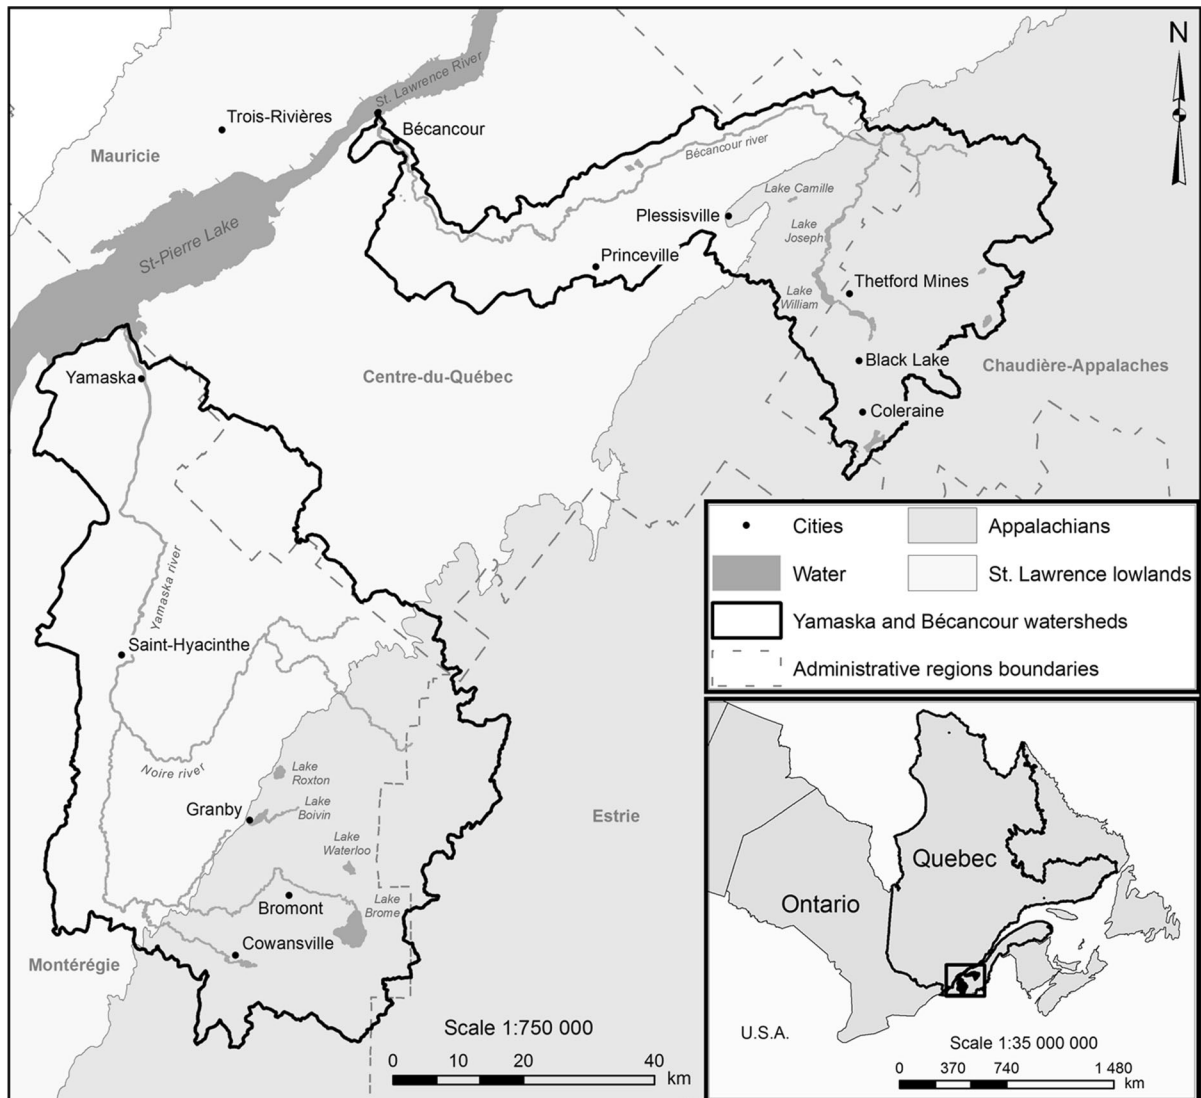 N
St. Lawrence River
Trois-Rivières
Bécancour
Mauricie
Bécancour river
Lake Camille
Plessisville
Lake
Joseph
St-Pierre Lake
Princeville
Thetford Mines
Lake
William
Black Lake
Chaudière-Appalaches
Yamaska
Centre-du-Québec
Coleraine
Cities
Appalachians
Water
St. Lawrence lowlands
Yamaska and Bécancour watersheds
Administrative regions boundaries
Yamaska river
Saint-Hyacinthe
Noire river
Lake
Roxton
Granby
Lake
Boivin
Estrie
Lake
Waterloo
Bromont
Lake
Brome
Cowansville
Montérégie
Scale 1:750 000
0 10 20 40
km
Quebec
Ontario
U.S.A.
Scale 1:35 000 000
0 370 740 1 480
km